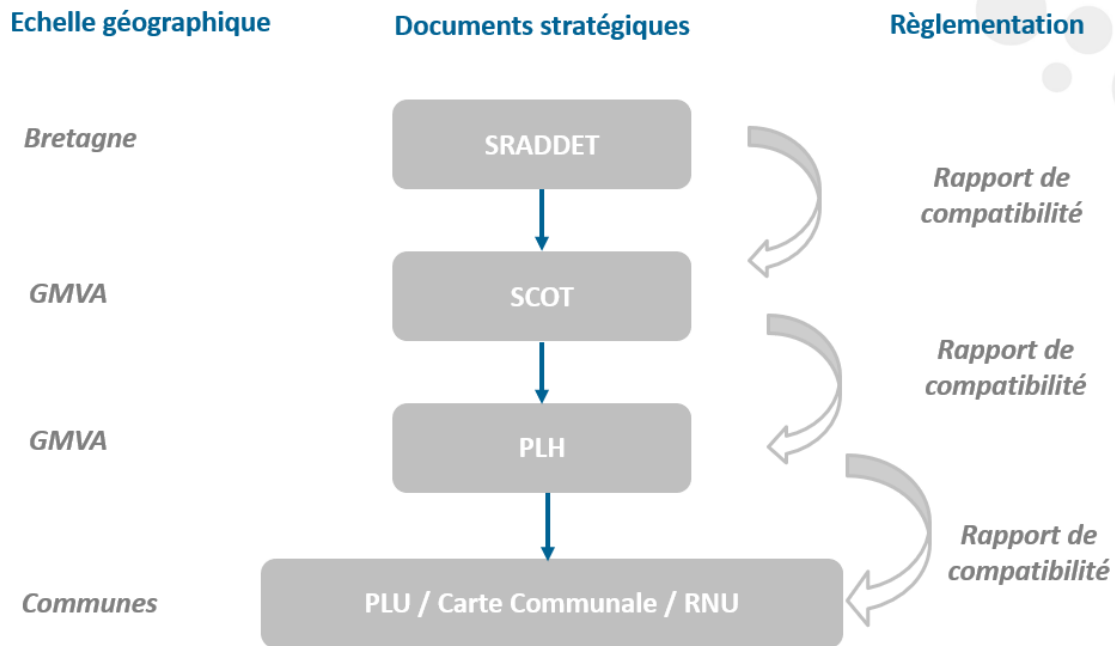 Echelle géographique
Documents stratégiques
Règlementation
Bretagne
SRADDET
Rapport de
compatibilité
GMVA
SCOT
Rapport de
compatibilité
GMVA
PLH
Rapport de
compatibilité
Communes
PLU / Carte Communale / RNU